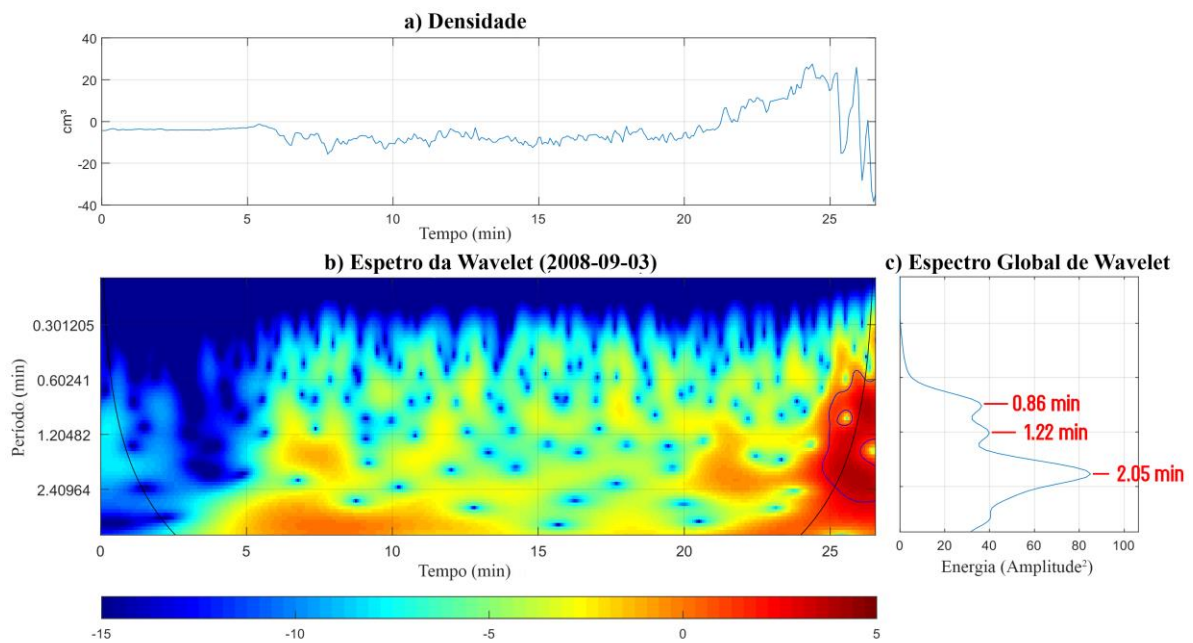 a) Densidade
40
20
0
-20
-40
cm³
0 5 10 15 20 25
Tempo (min)
b) Espetro da Wavelet (2008-09-03)
0.301205
0.60241
1.20482
2.40964
Período (min)
0 5 10 15 20 25
Tempo (min)
c) Espectro Global de Wavelet
0.86 min
1.22 min
2.05 min
0 20 40 60 80 100
Energia (Amplitude²)
-15 -10 -5 0 5